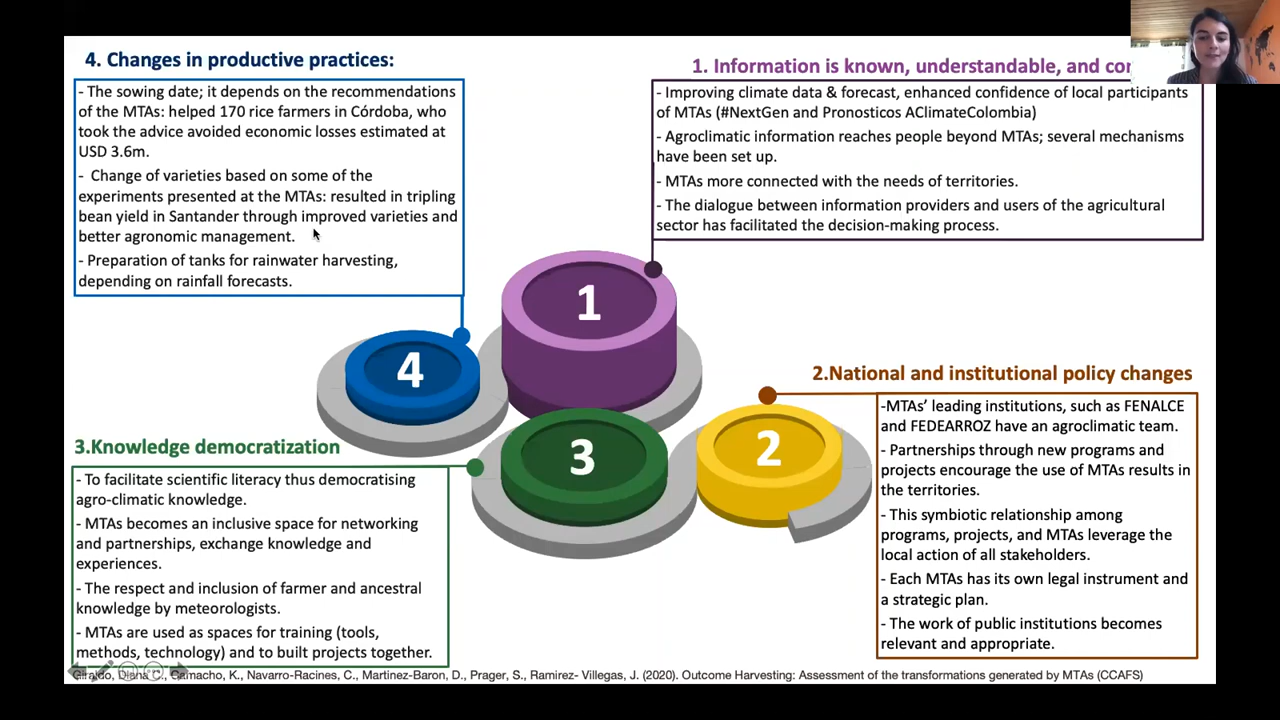 4. Changes in productive practices:
- The sowing date; it depends on the recommendations
of the MTAs: helped 170 rice farmers in Córdoba, who
took the advice avoided economic losses estimated at
USD 3.6m.
- Change of varieties based on some of the
experiments presented at the MTAs: resulted in tripling
bean yield in Santander through improved varieties and
better agronomic management.
- Preparation of tanks for rainwater harvesting,
depending on rainfall forecasts.
1. Information is known, understandable, and
- Improving climate data & forecast, enhanced confidence of local participants
of MTAs (#NextGen and Pronosticos AClimateColombia)
- Agroclimatic information reaches people beyond MTAs; several mechanisms
have been set up.
- MTAs more connected with the needs of territories.
- The dialogue between information providers and users of the agricultural
sector has facilitated the decision-making process.
1
4
3
2
2.National and institutional policy changes
-MTAs’ leading institutions, such as FENALCE
and FEDEARROZ have an agroclimatic team.
- Partnerships through new programs and
projects encourage the use of MTAs results in
the territories.
- This symbiotic relationship among
programs, projects, and MTAs leverage the
local action of all stakeholders.
- Each MTAs has its own legal instrument and
a strategic plan.
- The work of public institutions becomes
relevant and appropriate.
3.Knowledge democratization
- To facilitate scientific literacy thus democratising
agro-climatic knowledge.
- MTAs becomes an inclusive space for networking
and partnerships, exchange knowledge and
experiences.
- The respect and inclusion of farmer and ancestral
knowledge by meteorologists.
- MTAs are used as spaces for training (tools,
methods, technology) and to built projects together.
Camacho, K., Navarro-Racines, C., Martinez-Baron, D., Prager, S., Ramirez- Villegas, J. (2020). Outcome Harvesting: Assessment of the transformations generated by MTAs (CCAFS)